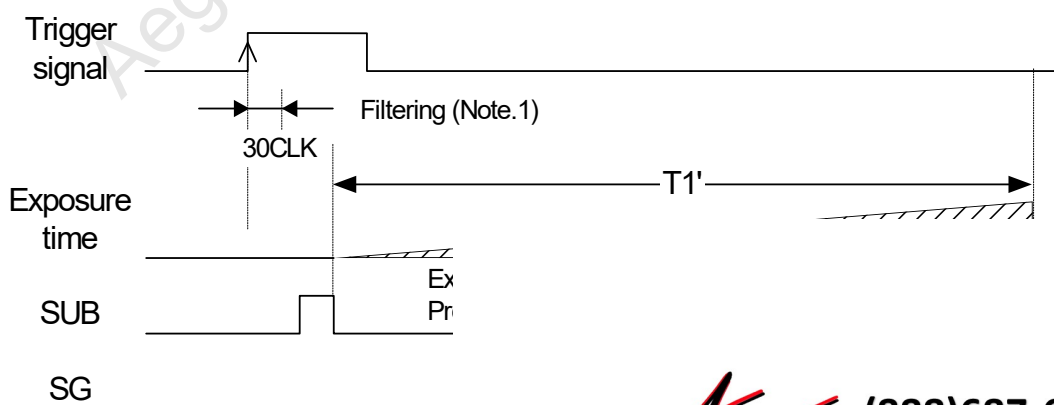 Trigger
signal
Filtering (Note.1)
30CLK
T1'
Exposure
time
SUB
SG